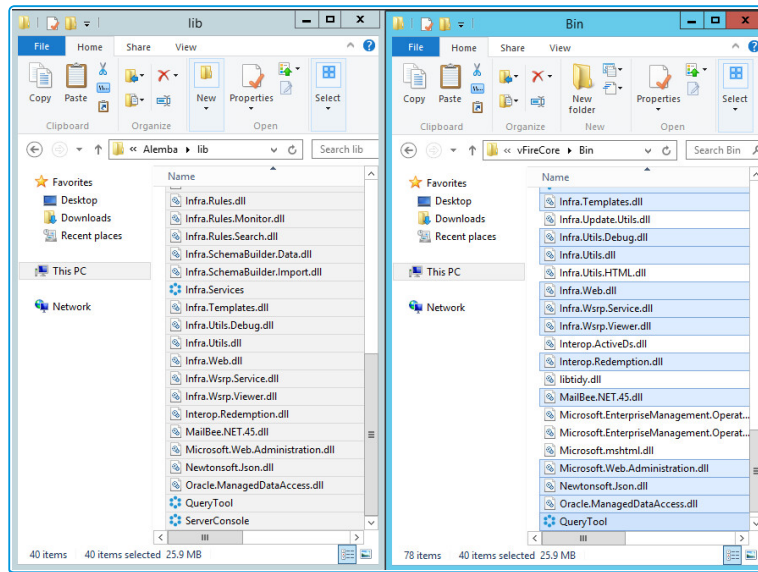 lib
File Home Share View
Copy Paste New Properties Select
Clipboard Organize Open
« Alemba ▸ lib
Search lib
Favorites
Desktop
Downloads
Recent places
This PC
Network
Name
Infra.Rules.dll
Infra.Rules.Monitor.dll
Infra.Rules.Search.dll
Infra.SchemaBuilder.Data.dll
Infra.SchemaBuilder.Import.dll
Infra.Services
Infra.Templates.dll
Infra.Utils.Debug.dll
Infra.Utils.dll
Infra.Web.dll
Infra.Wsrp.Service.dll
Infra.Wsrp.Viewer.dll
Interop.Redemption.dll
MailBee.NET.45.dll
Microsoft.Web.Administration.dll
Newtonsoft.Json.dll
Oracle.ManagedDataAccess.dll
QueryTool
ServerConsole
40 items 40 items selected 25.9 MB
Bin
File Home Share View
Copy Paste New Properties Select
folder
Clipboard Organize New Open
« vFireCore ▸ Bin
Search Bin
Favorites
Desktop
Downloads
Recent places
This PC
Network
Name
Infra.Templates.dll
Infra.Update.Utils.dll
Infra.Utils.Debug.dll
Infra.Utils.dll
Infra.Utils.HTML.dll
Infra.Web.dll
Infra.Wsrp.Service.dll
Infra.Wsrp.Viewer.dll
Interop.ActiveDs.dll
Interop.Redemption.dll
libtidy.dll
MailBee.NET.45.dll
Microsoft.EnterpriseManagement.Operat...
Microsoft.EnterpriseManagement.Operat...
Microsoft.mshtml.dll
Microsoft.Web.Administration.dll
Newtonsoft.Json.dll
Oracle.ManagedDataAccess.dll
QueryTool
78 items 40 items selected 25.9 MB